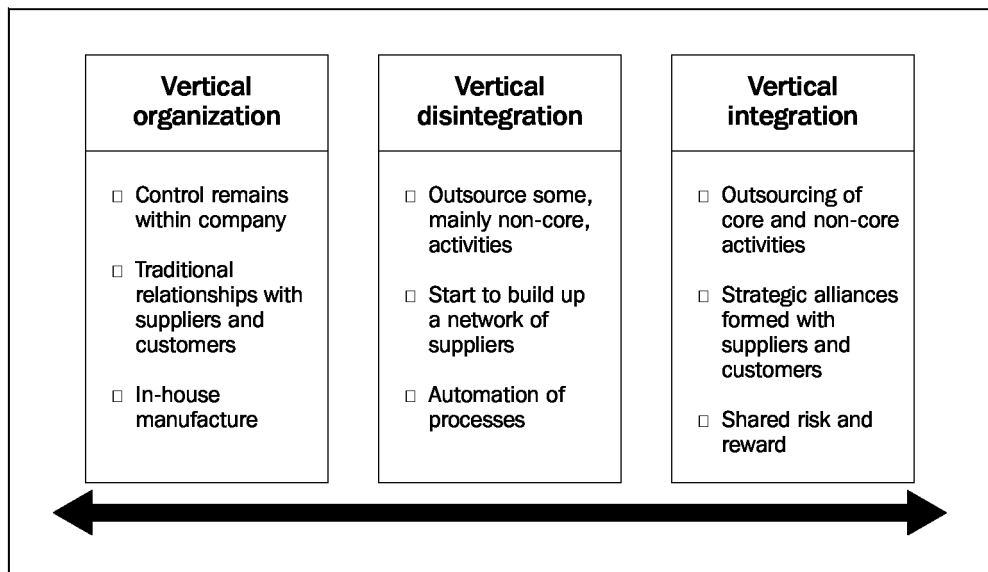 Vertical
organization
□ Control remains
within company
□ Traditional
relationships with
suppliers and
customers
□ In-house
manufacture
Vertical
disintegration
□ Outsource some,
mainly non-core,
activities
□ Start to build up
a network of
suppliers
□ Automation of
processes
Vertical
integration
□ Outsourcing of
core and non-core
activities
□ Strategic alliances
formed with
suppliers and
customers
□ Shared risk and
reward